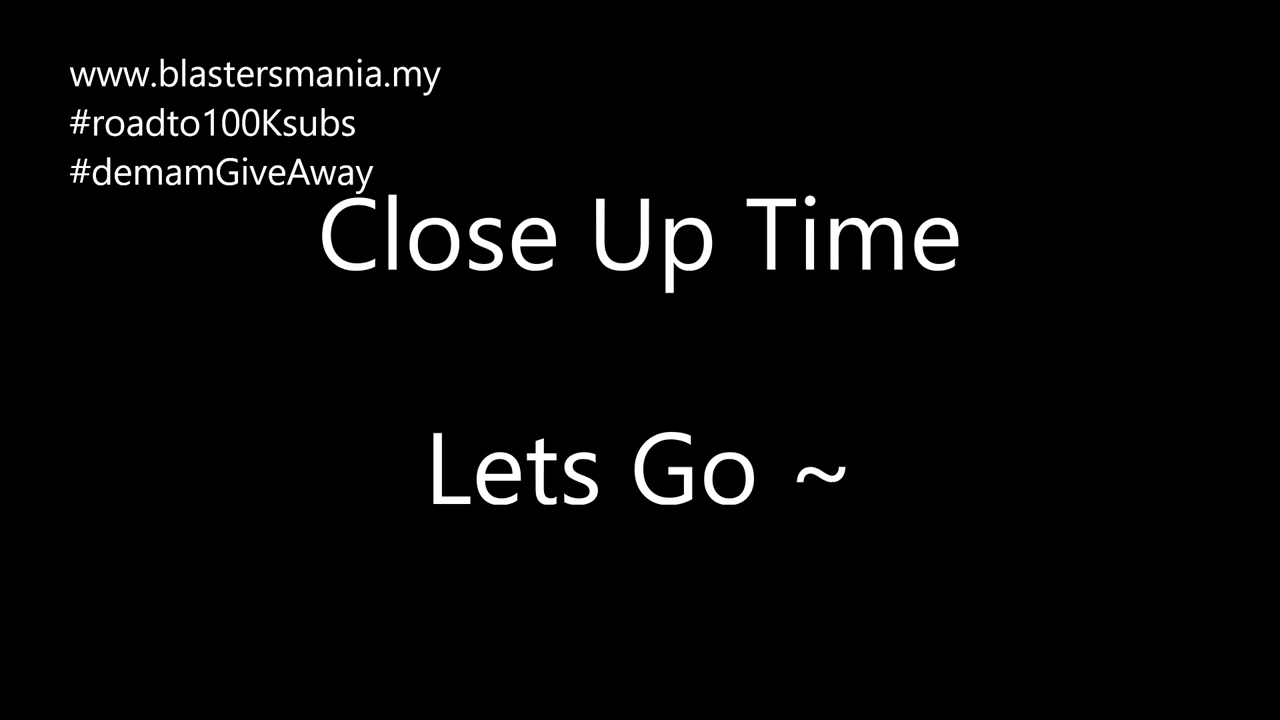 www.blastersmania.my
#roadto100Ksubs
#demamGiveAway
Close Up Time
Lets Go ~